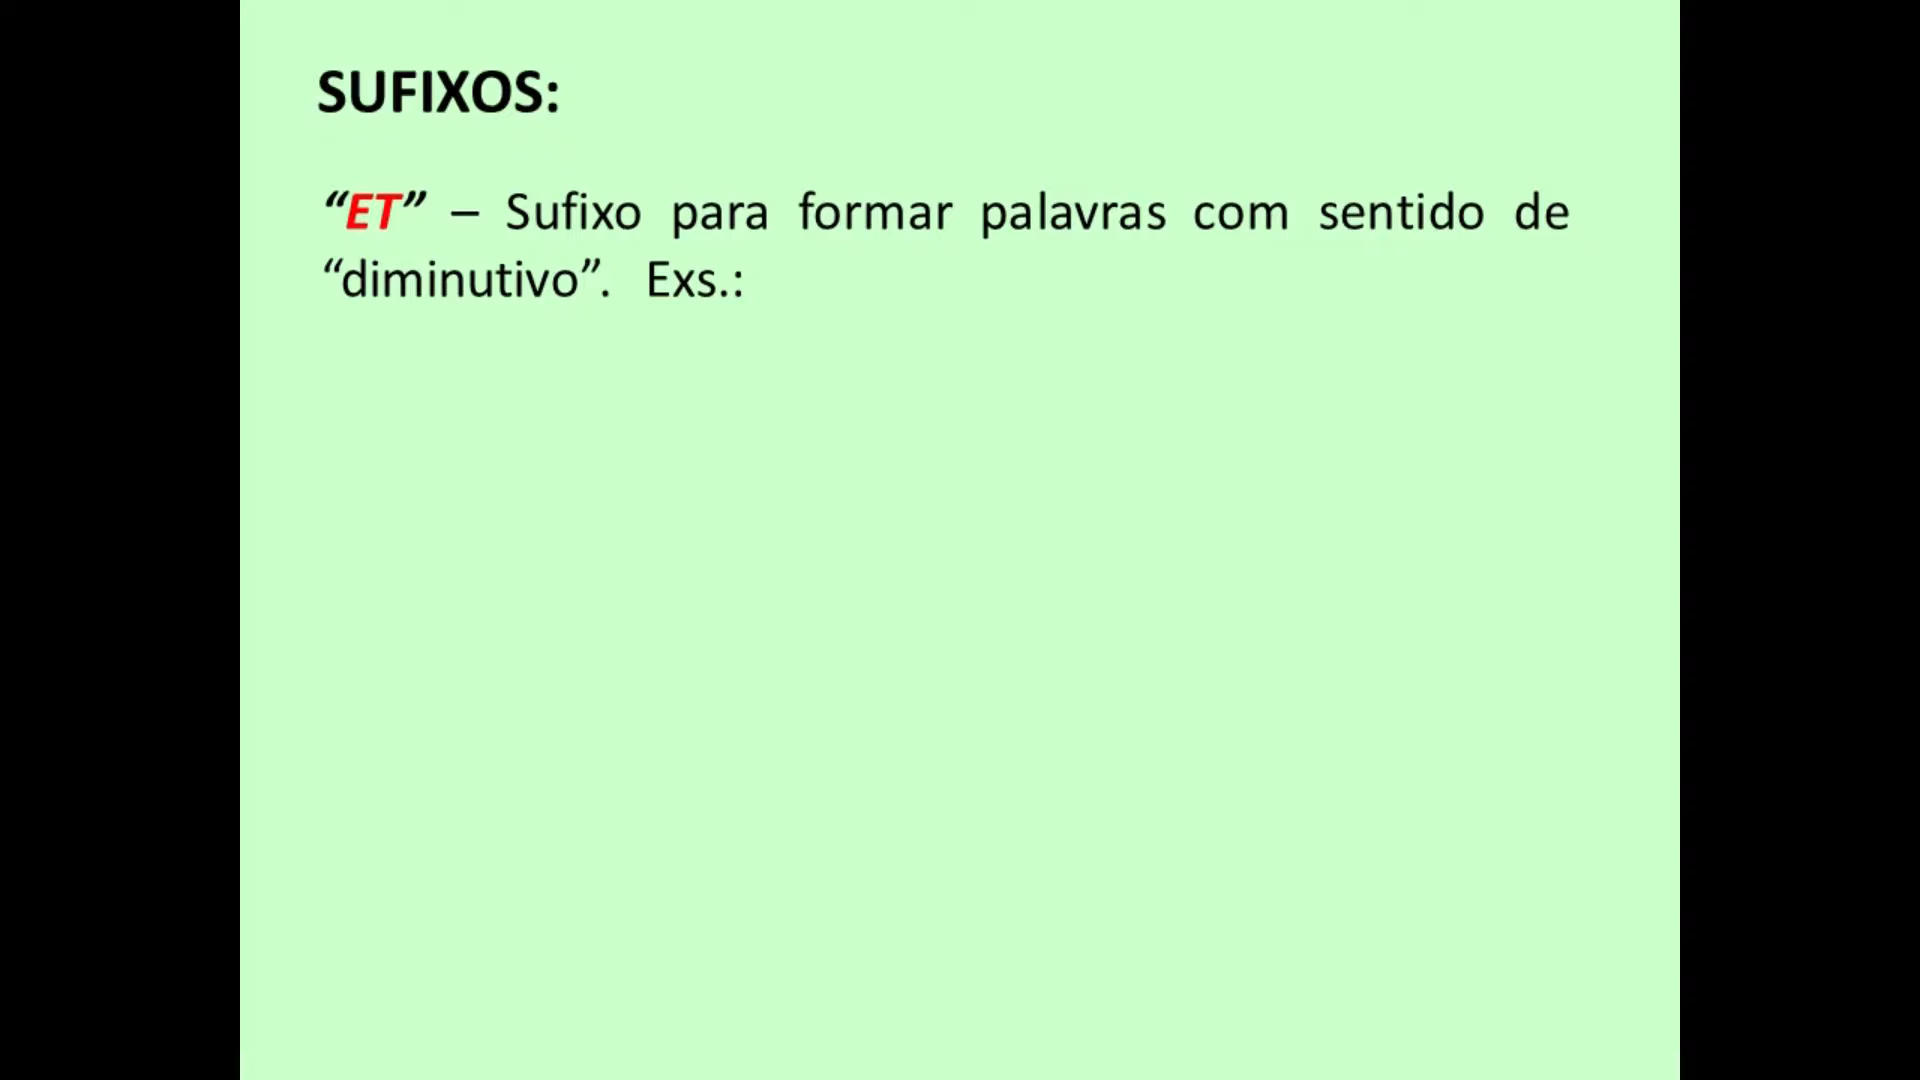 SUFIXOS:
“ET” – Sufixo para formar palavras com sentido de
“diminutivo”. Exs.: